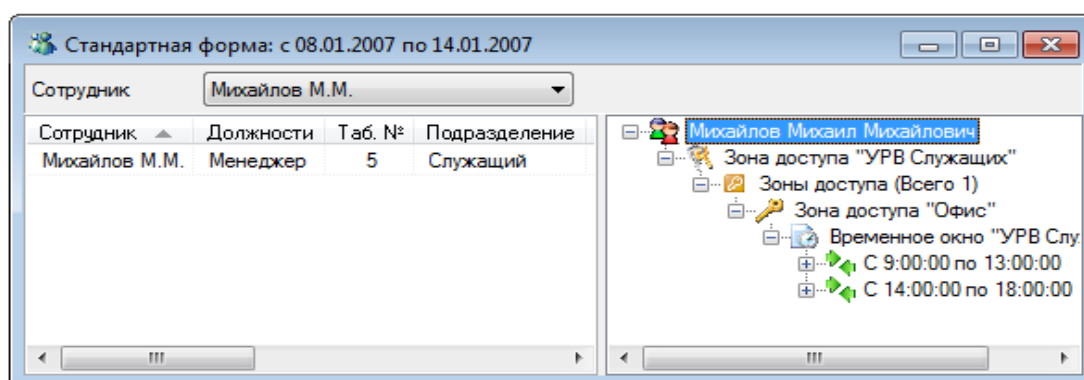 Стандартная форма: с 08.01.2007 по 14.01.2007
Сотрудник Михайлов М.М.
Сотрудник Должности Таб. № Подразделение
Михайлов М.М. Менеджер 5 Служащий
Михайлов Михаил Михайлович
Зона доступа "УРВ Служащих"
Зоны доступа (Всего 1)
Зона доступа "Офис"
Временное окно "УРВ Слу
С 9:00:00 по 13:00:00
С 14:00:00 по 18:00:00